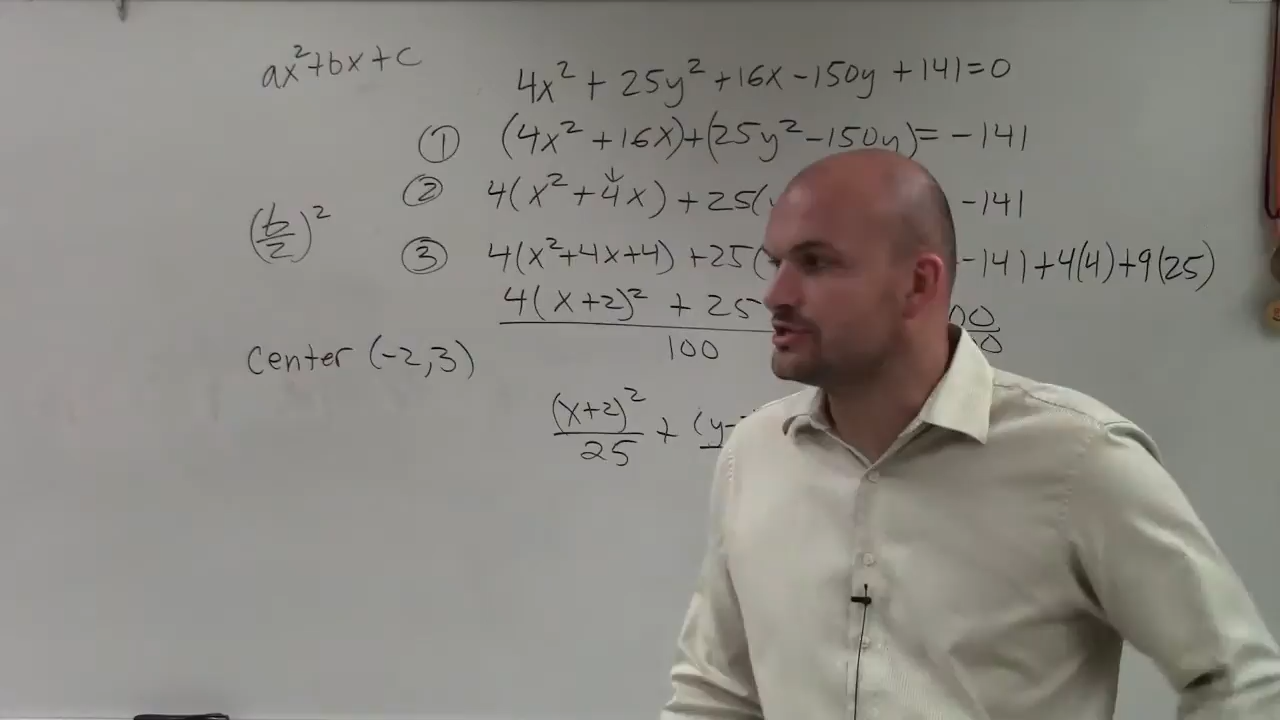 ax²+bx+c
4x² + 25y² +16x -150y +141=0
① (4x² +16x)+(25y²-150y)= -141
② 4(x²+4x) + 25( -141
(b/2)²
③ 4(x²+4x+4) +25( -141+4(4)+9(25)
4(x+2)² + 25
100
center (-2,3)
(x+2)²/25 + (y-